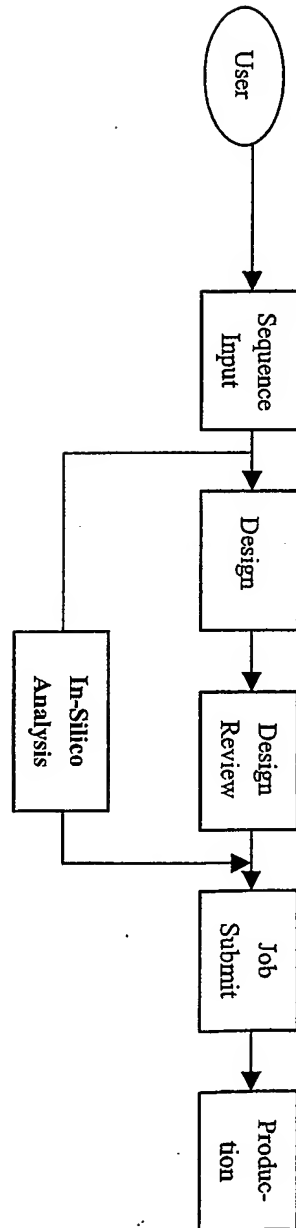 User
Sequence
Input
Design
Design
Review
In-Silico
Analysis
Job
Submit
Produc-
tion